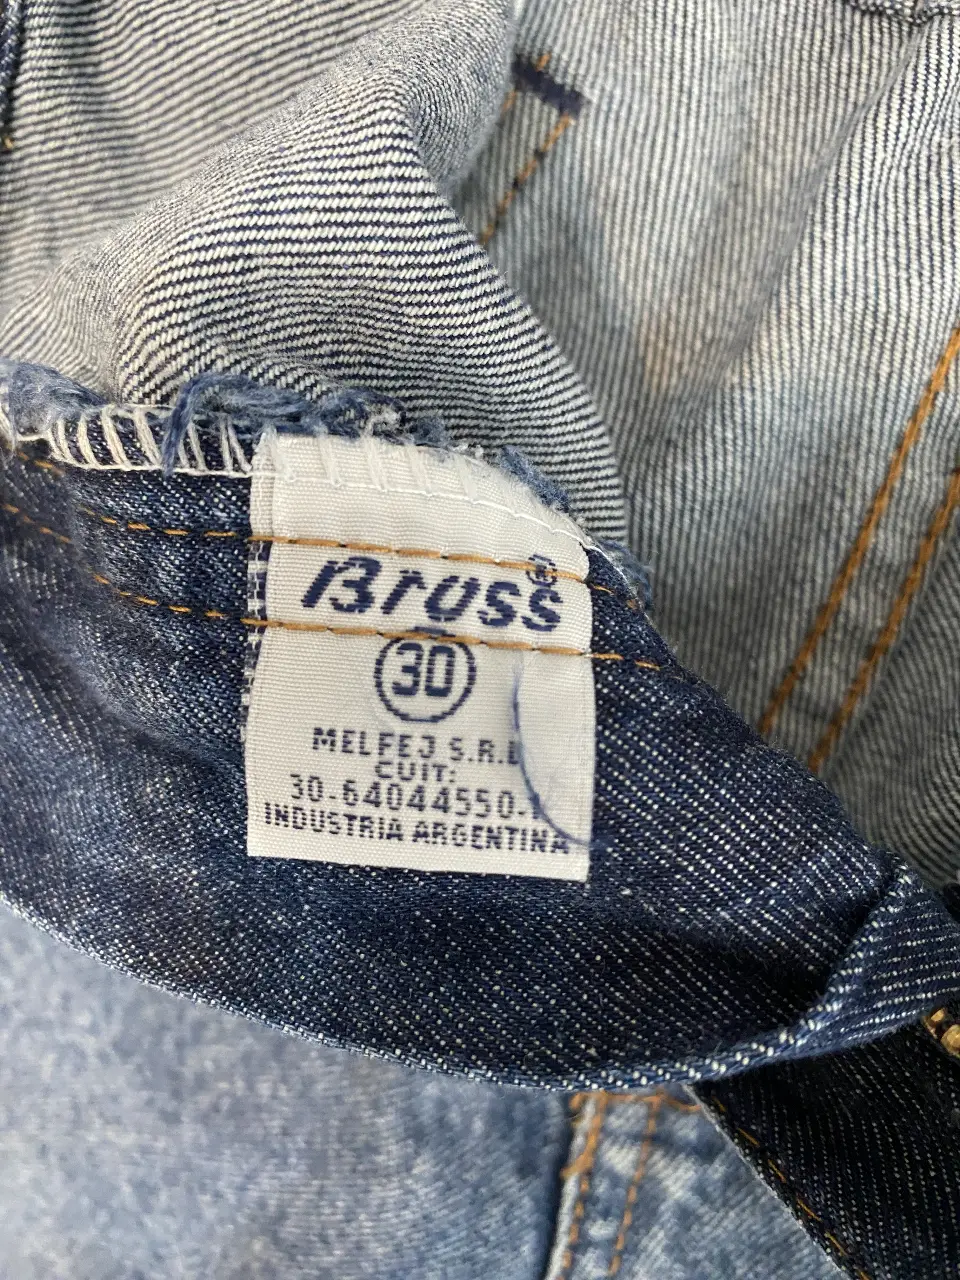 Bross ®
30
MELFEJ S.R.L
CUIT:
30-64044550-
INDUSTRIA ARGENTINA